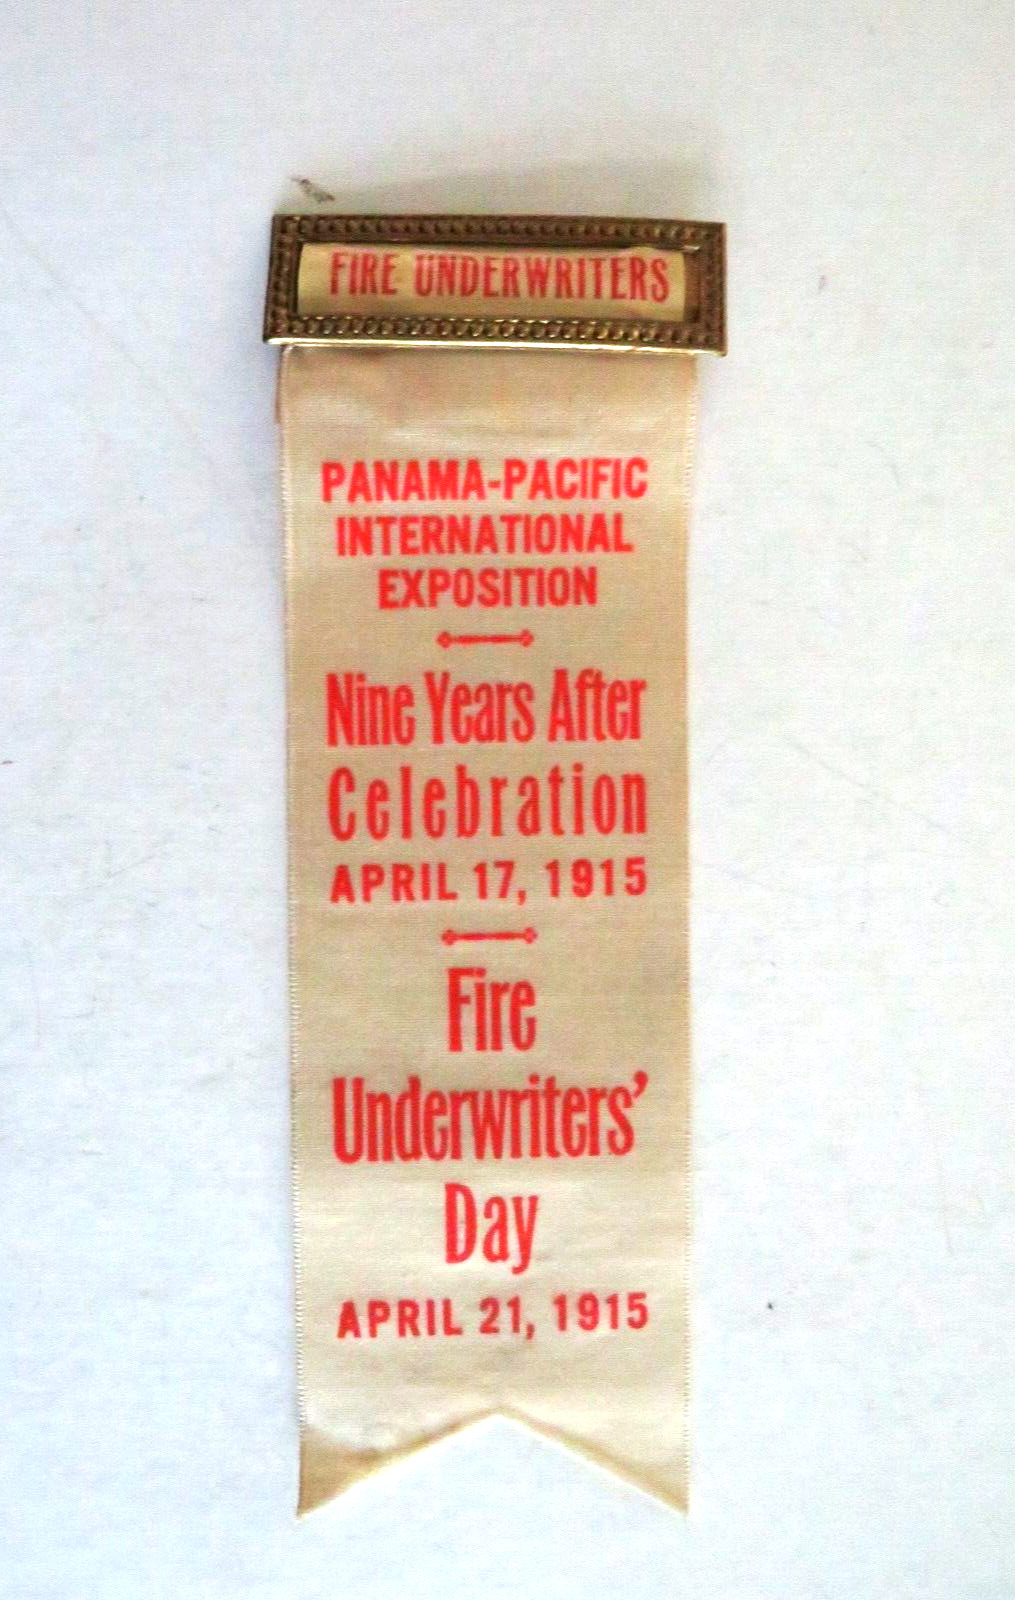 FIRE UNDERWRITERS
PANAMA-PACIFIC
INTERNATIONAL
EXPOSITION
Nine Years After
Celebration
APRIL 17, 1915
Fire
Underwriters’
Day
APRIL 21, 1915